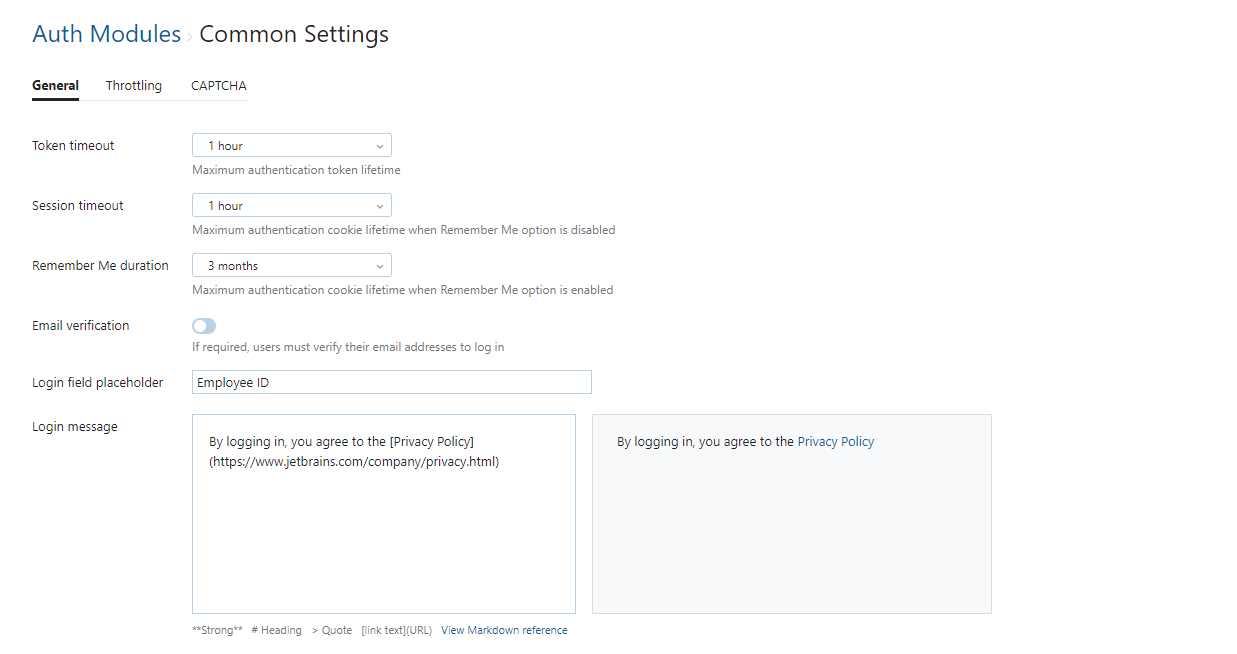 Auth Modules › Common Settings
General Throttling CAPTCHA
Token timeout 1 hour
Maximum authentication token lifetime
Session timeout 1 hour
Maximum authentication cookie lifetime when Remember Me option is disabled
Remember Me duration 3 months
Maximum authentication cookie lifetime when Remember Me option is enabled
Email verification
If required, users must verify their email addresses to log in
Login field placeholder Employee ID
Login message
By logging in, you agree to the [Privacy Policy]
(https://www.jetbrains.com/company/privacy.html)
By logging in, you agree to the Privacy Policy
**Strong** # Heading > Quote [link text](URL) View Markdown reference